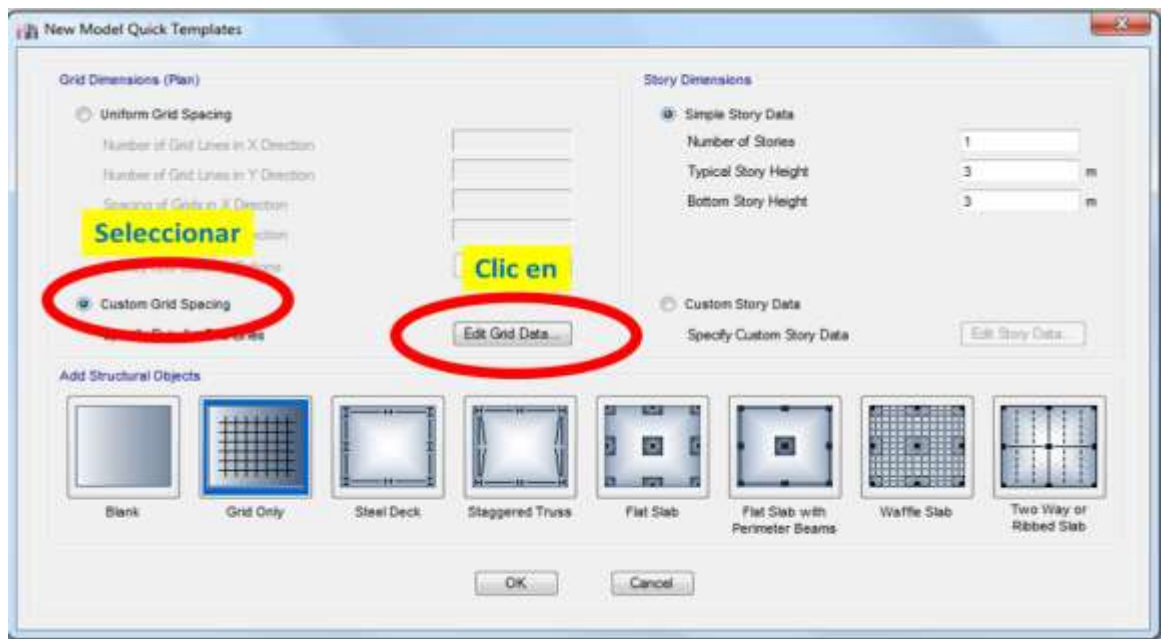 New Model Quick Templates
Grid Dimensions (Plan)
Uniform Grid Spacing
Number of Grid Lines in X Direction
Number of Grid Lines in Y Direction
Spacing of Grids in X Direction
Seleccionar
Clic en
Custom Grid Spacing
Edit Grid Data...
Story Dimensions
Simple Story Data
Number of Stories 1
Typical Story Height 3 m
Bottom Story Height 3 m
Custom Story Data
Specify Custom Story Data Edit Story Data...
Add Structural Objects
Blank
Grid Only
Steel Deck
Staggered Truss
Flat Slab
Flat Slab with
Perimeter Beams
Waffle Slab
Two Way or
Ribbed Slab
OK
Cancel